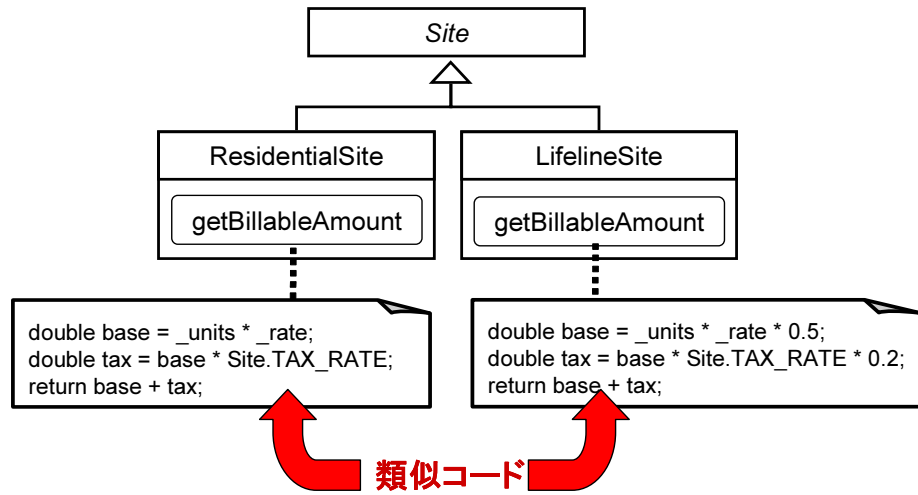 Site
ResidentialSite
LifelineSite
getBillableAmount
getBillableAmount
double base = _units * _rate;
double tax = base * Site.TAX_RATE;
return base + tax;
double base = _units * _rate * 0.5;
double tax = base * Site.TAX_RATE * 0.2;
return base + tax;
類似コード